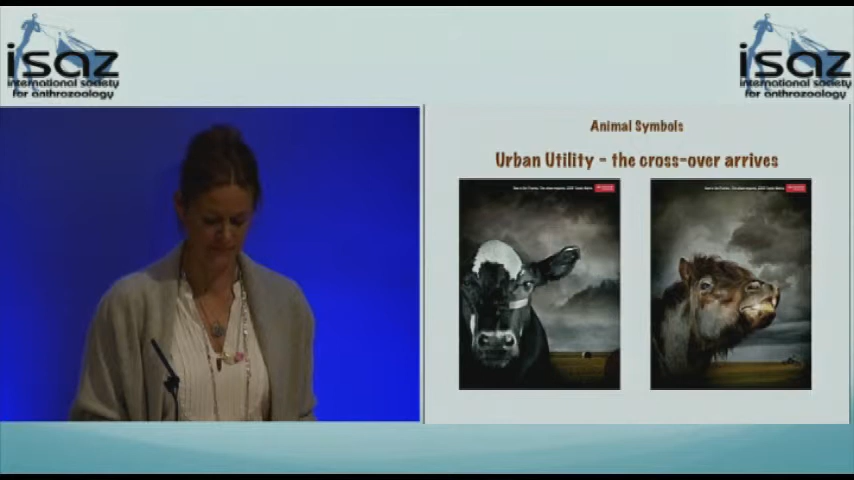 isaz
international society
for anthrozoology
isaz
international society
for anthrozoology
Animal Symbols
Urban Utility - the cross-over arrives